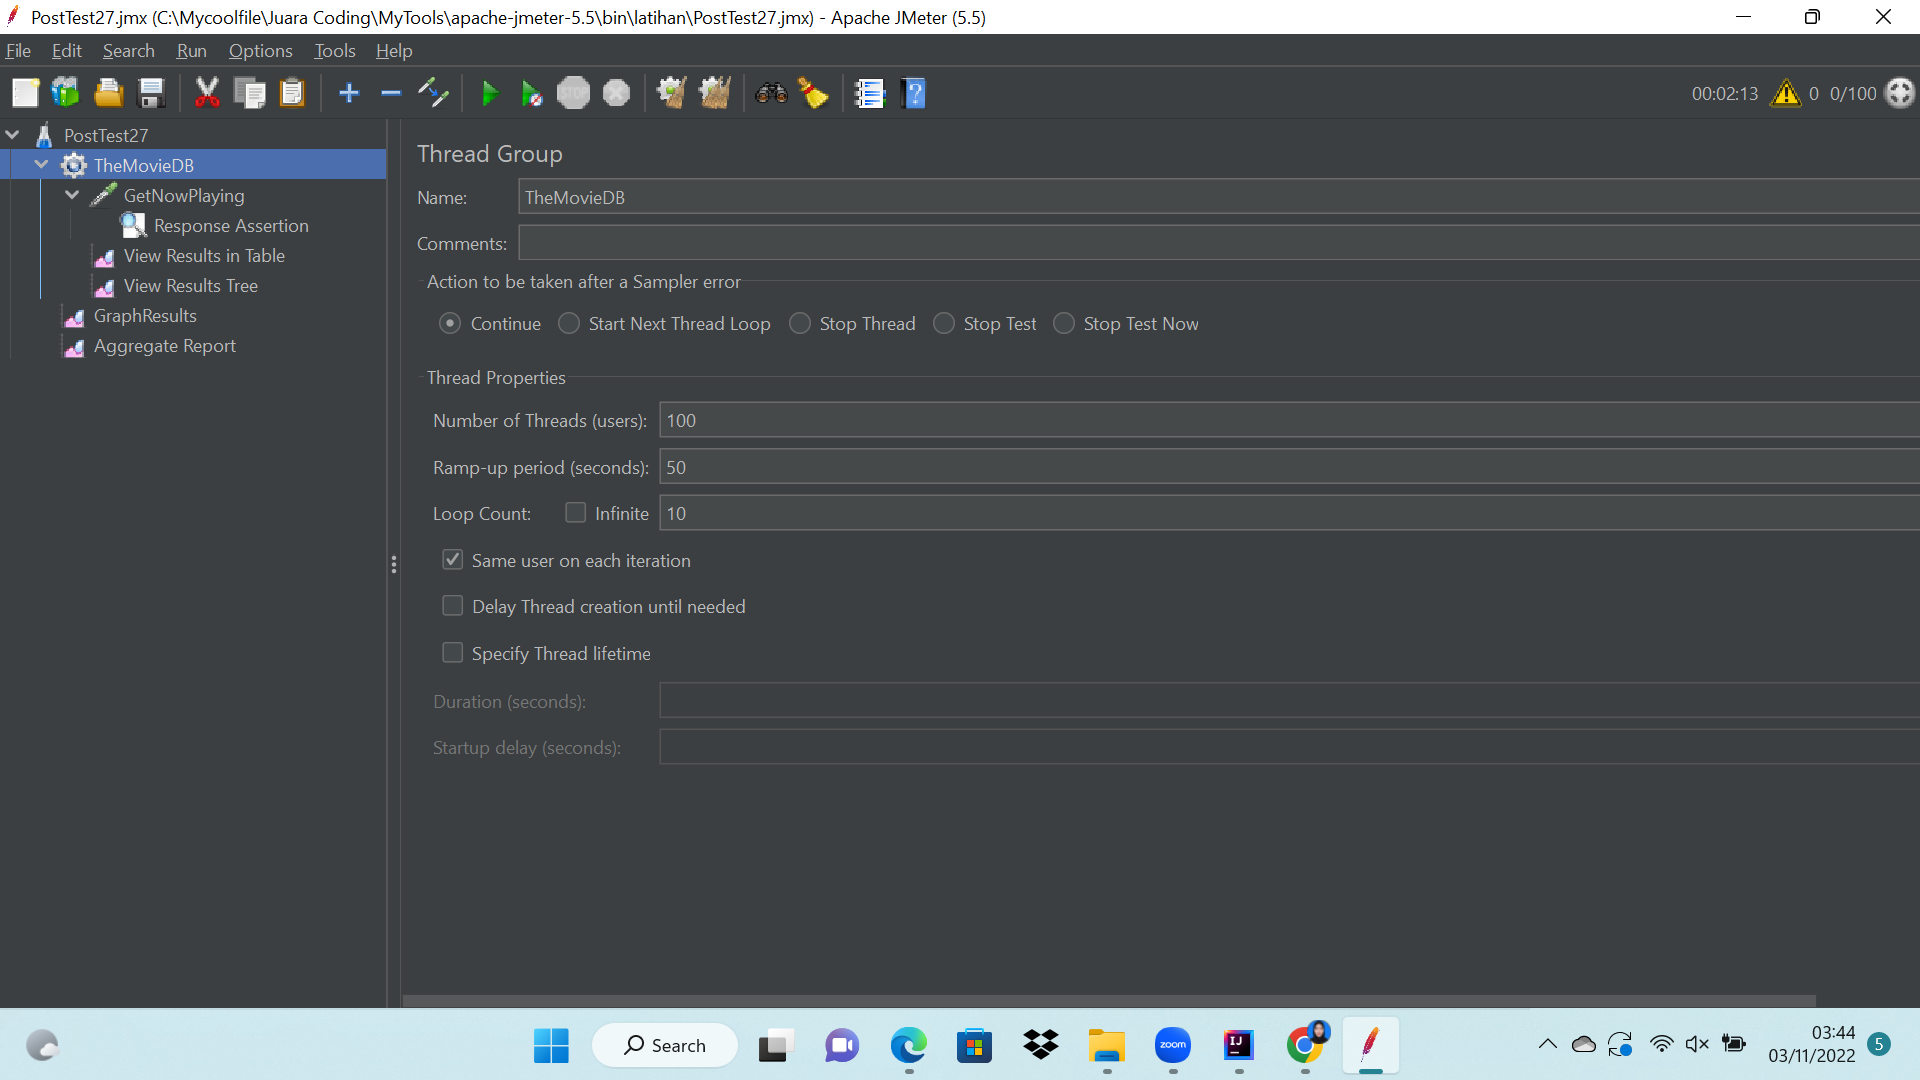 PostTest27.jmx (C:\Mycoolfile\Juara Coding\MyTools\apache-jmeter-5.5\bin\latihan\PostTest27.jmx) - Apache JMeter (5.5)
File Edit Search Run Options Tools Help
STOP
00:02:13 0 0/100
PostTest27
TheMovieDB
GetNowPlaying
Response Assertion
View Results in Table
View Results Tree
GraphResults
Aggregate Report
Thread Group
Name: TheMovieDB
Comments:
Action to be taken after a Sampler error
Continue Start Next Thread Loop Stop Thread Stop Test Stop Test Now
Thread Properties
Number of Threads (users): 100
Ramp-up period (seconds): 50
Loop Count: Infinite 10
Same user on each iteration
Delay Thread creation until needed
Specify Thread lifetime
Duration (seconds):
Startup delay (seconds):
Search
zoom
IJ
03:44
03/11/2022
5